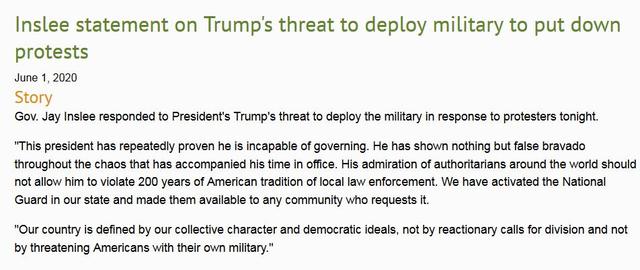 Inslee statement on Trump's threat to deploy military to put down
protests
June 1, 2020
Story
Gov. Jay Inslee responded to President's Trump's threat to deploy the military in response to protesters tonight.
"This president has repeatedly proven he is incapable of governing. He has shown nothing but false bravado
throughout the chaos that has accompanied his time in office. His admiration of authoritarians around the world should
not allow him to violate 200 years of American tradition of local law enforcement. We have activated the National
Guard in our state and made them available to any community who requests it.
"Our country is defined by our collective character and democratic ideals, not by reactionary calls for division and not
by threatening Americans with their own military."